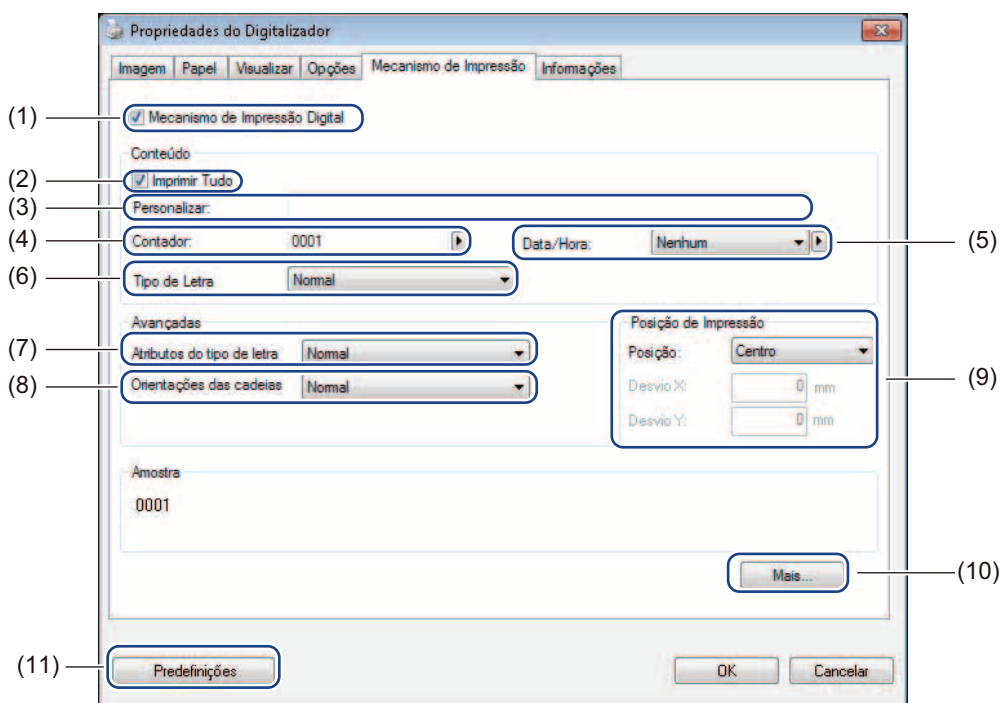 Propriedades do Digitalizador
Imagem Papel Visualizar Opções Mecanismo de Impressão Informações
(1) Mecanismo de Impressão Digital
Conteúdo
(2) Imprimir Tudo
(3) Personalizar:
(4) Contador: 0001 Data/Hora: Nenhum (5)
(6) Tipo de Letra Normal
Avançadas Posição de Impressão
(7) Atributos do tipo de letra Normal Posição: Centro
(8) Orientações das cadeias Normal Desvio X: 0 mm (9)
Desvio Y: 0 mm
Amostra
0001
Mais... (10)
(11) Predefinições OK Cancelar